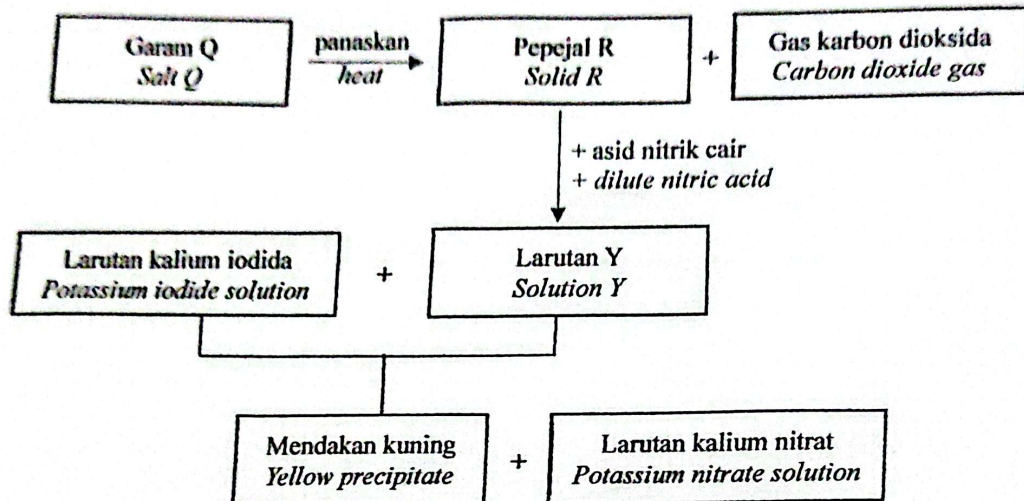 Garam Q
Salt Q
panaskan
heat
Pepejal R
Solid R
+
Gas karbon dioksida
Carbon dioxide gas
+ asid nitrik cair
+ dilute nitric acid
Larutan kalium iodida
Potassium iodide solution
+
Larutan Y
Solution Y
Mendakan kuning
Yellow precipitate
+
Larutan kalium nitrat
Potassium nitrate solution